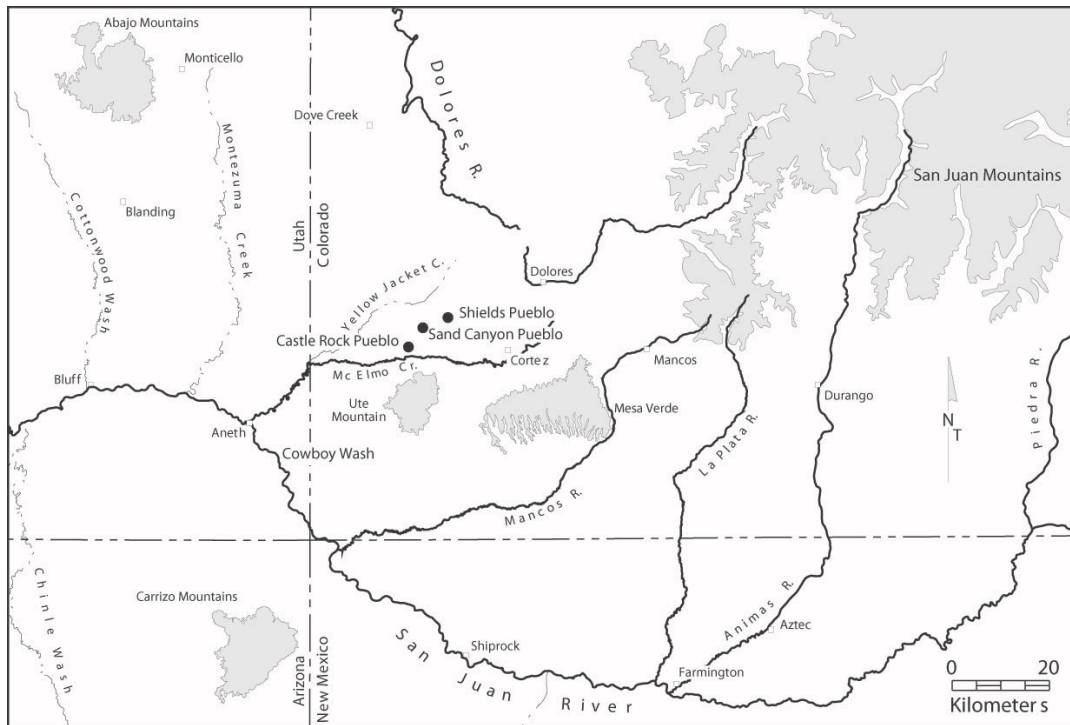 Abajo Mountains
Monticello
Dolores R.
Dove Creek
Montezuma Creek
San Juan Mountains
Blanding
Cottonwood Wash
Utah
Colorado
Yellow Jacket C.
Dolores
Shields Pueblo
Sand Canyon Pueblo
Castle Rock Pueblo
Cortez
Mc Elmo Cr.
Mancos
Bluff
Ute
Mountain
Mesa Verde
Durango
Piedra R.
La Plata R.
Aneth
N
T
Cowboy Wash
Mancos R.
Chinle Wash
Carrizo Mountains
Animas R.
Aztec
San Juan River
Shiprock
Arizona
New Mexico
Farmington
0 20
Kilometer s